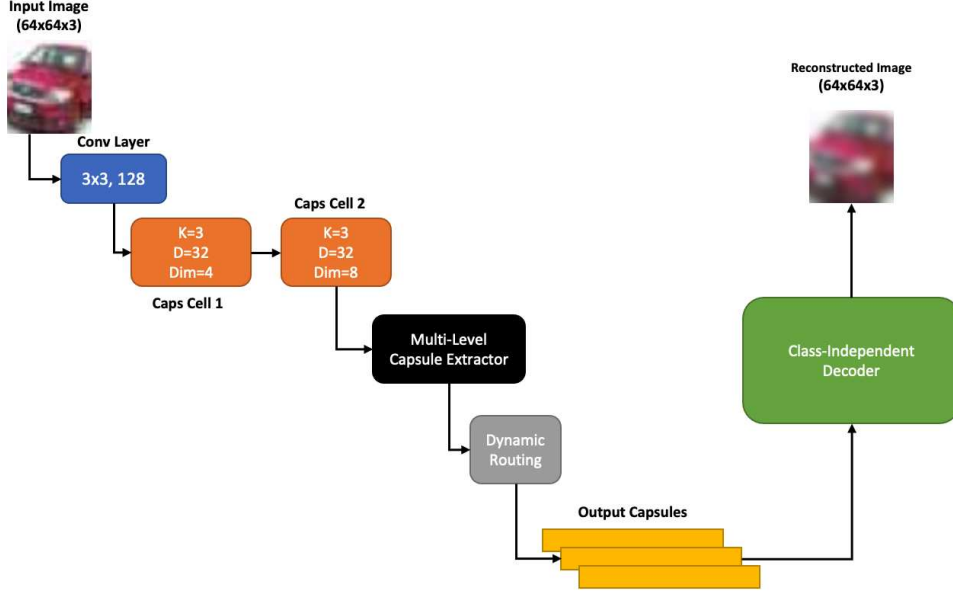 Input Image
(64x64x3)
Conv Layer
3x3, 128
Caps Cell 2
K=3
D=32
Dim=4
K=3
D=32
Dim=8
Caps Cell 1
Multi-Level
Capsule Extractor
Dynamic
Routing
Output Capsules
Reconstructed Image
(64x64x3)
Class-Independent
Decoder